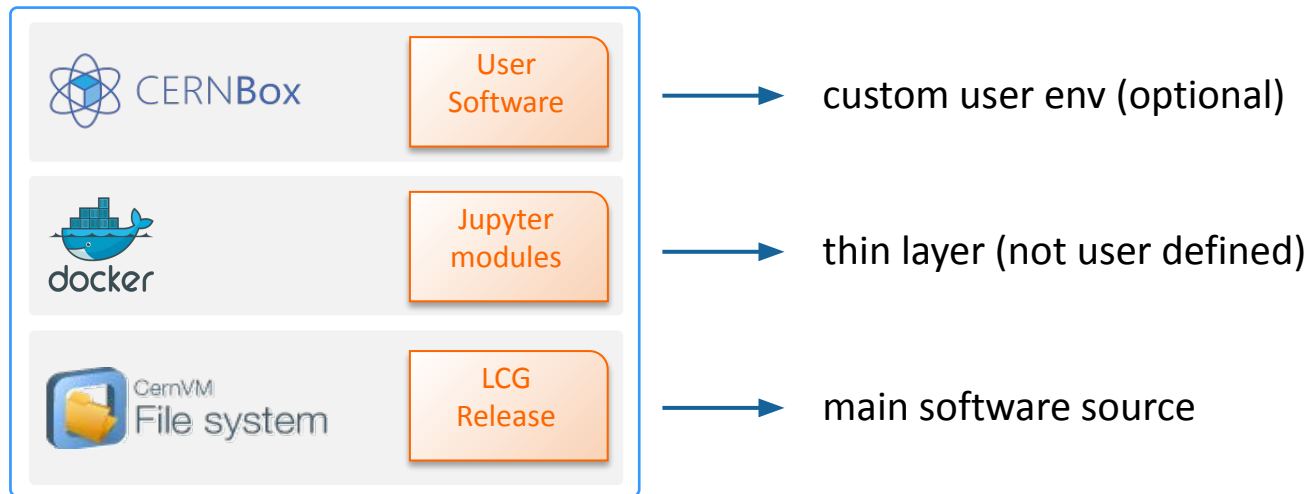 CERNBox
User
Software
custom user env (optional)
docker
Jupyter
modules
thin layer (not user defined)
CernVM
File system
LCG
Release
main software source